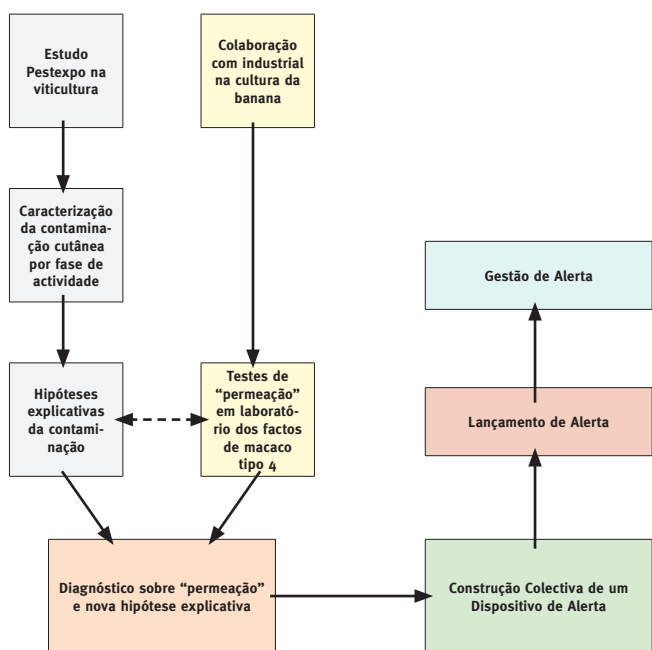 Estudo
Pestexpo na
viticultura
Colaboração
com industrial
na cultura da
banana
Caracterização
da contamina-
ção cutânea
por fase de
actividade
Gestão de Alerta
Hipóteses
explicativas
da contami-
nação
Testes de
“permeação”
em laborató-
rio dos factos
de macaco
tipo 4
Lançamento de Alerta
Diagnóstico sobre “permeação”
e nova hipótese explicativa
Construção Colectiva de um
Dispositivo de Alerta